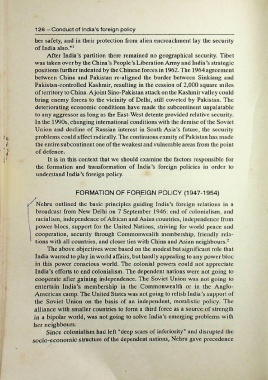 128 – Conduct of India's foreign policy
her safety, and in their protection from alien encroachment lay the security
of India also."¹
After India's partition there remained no geographical security. Tibet
was taken over by the China's People's Liberation Army and India's strategic
positions further indented by the Chinese forces in 1962. The 1964 agreement
between China and Pakistan re-aligned the border between Sinkiang and
Pakistan-controlled Kashmir, resulting in the cession of 2,000 square miles
of territory to China. A joint Sino-Pakistan attack on the Kashmir valley could
bring enemy forces to the vicinity of Delhi, still coveted by Pakistan. The
deteriorating economic conditions have made the subcontinent unpalatable
to any aggressor as long as the East-West detente provided relative security.
In the 1990s, changing international conditions with the demise of the Soviet
Union and decline of Russian interest in South Asia's future, the security
problems could affect radically. The continuous enmity of Pakistan has made
the entire subcontinent one of the weakest and vulnerable areas from the point
of defence.
It is in this context that we should examine the factors responsible for
the formation and transformation of India's foreign policies in order to
understand India's foreign policy.
FORMATION OF FOREIGN POLICY (1947-1954)
Nehru outlined the basic principles guiding India's foreign relations in a
broadcast from New Delhi on 7 September 1946: end of colonialism, and
racialism, independence of African and Asian countries, independence from
power blocs, support for the United Nations, striving for world peace and
cooperation, security through Commonwealth membership, friendly rela-
tions with all countries, and closer ties with China and Asian neighbours.²
The above objectives were based on the modest but significant role that
India wanted to play in world affairs, but hardly appealing to any power bloc
in this power conscious world. The colonial powers could not appreciate
India's efforts to end colonialism. The dependent nations were not going to
cooperate after gaining independence. The Soviet Union was not going to
entertain India's membership in the Commonwealth or in the Anglo-
American camp. The United States was not going to relish India's support of
the Soviet Union on the basis of an independent, moralistic policy. The
alliance with smaller countries to form a third force as a source of strength
in a bipolar world, was not going to solve India's emerging problems with
her neighbours.
Since colonialism had left "deep scars of inferiority" and disrupted the
socio-economic structure of the dependent nations, Nehru gave precedence